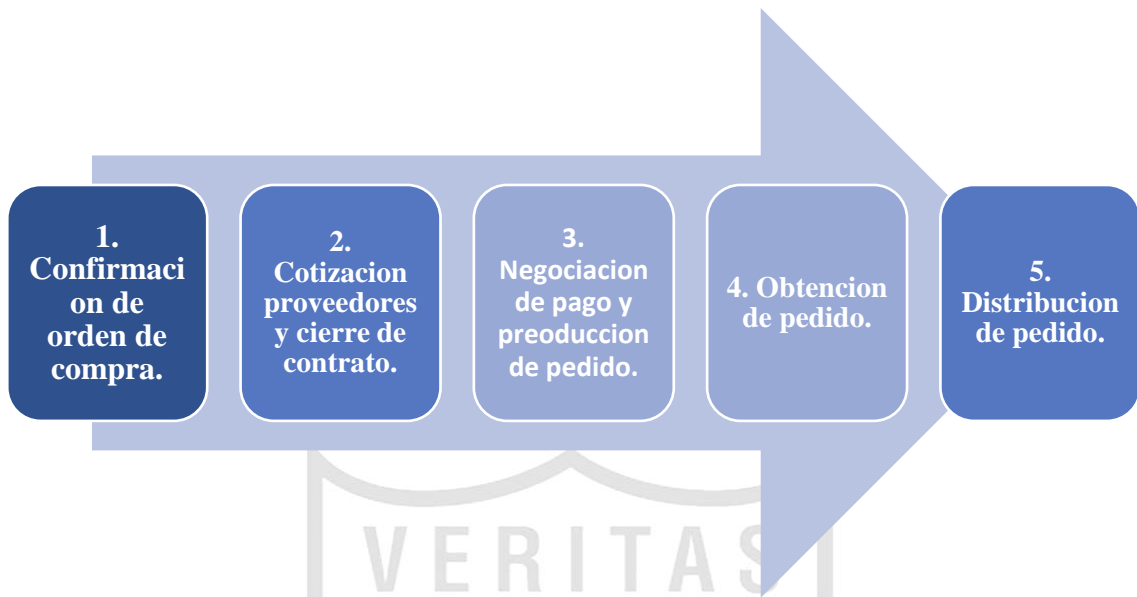 1.
Confirmaci
on de
orden de
compra.
2.
Cotizacion
proveedores
y cierre de
contrato.
3.
Negociacion
de pago y
preoduccion
de pedido.
4. Obtencion
de pedido.
5.
Distribucion
de pedido.
VERITAS